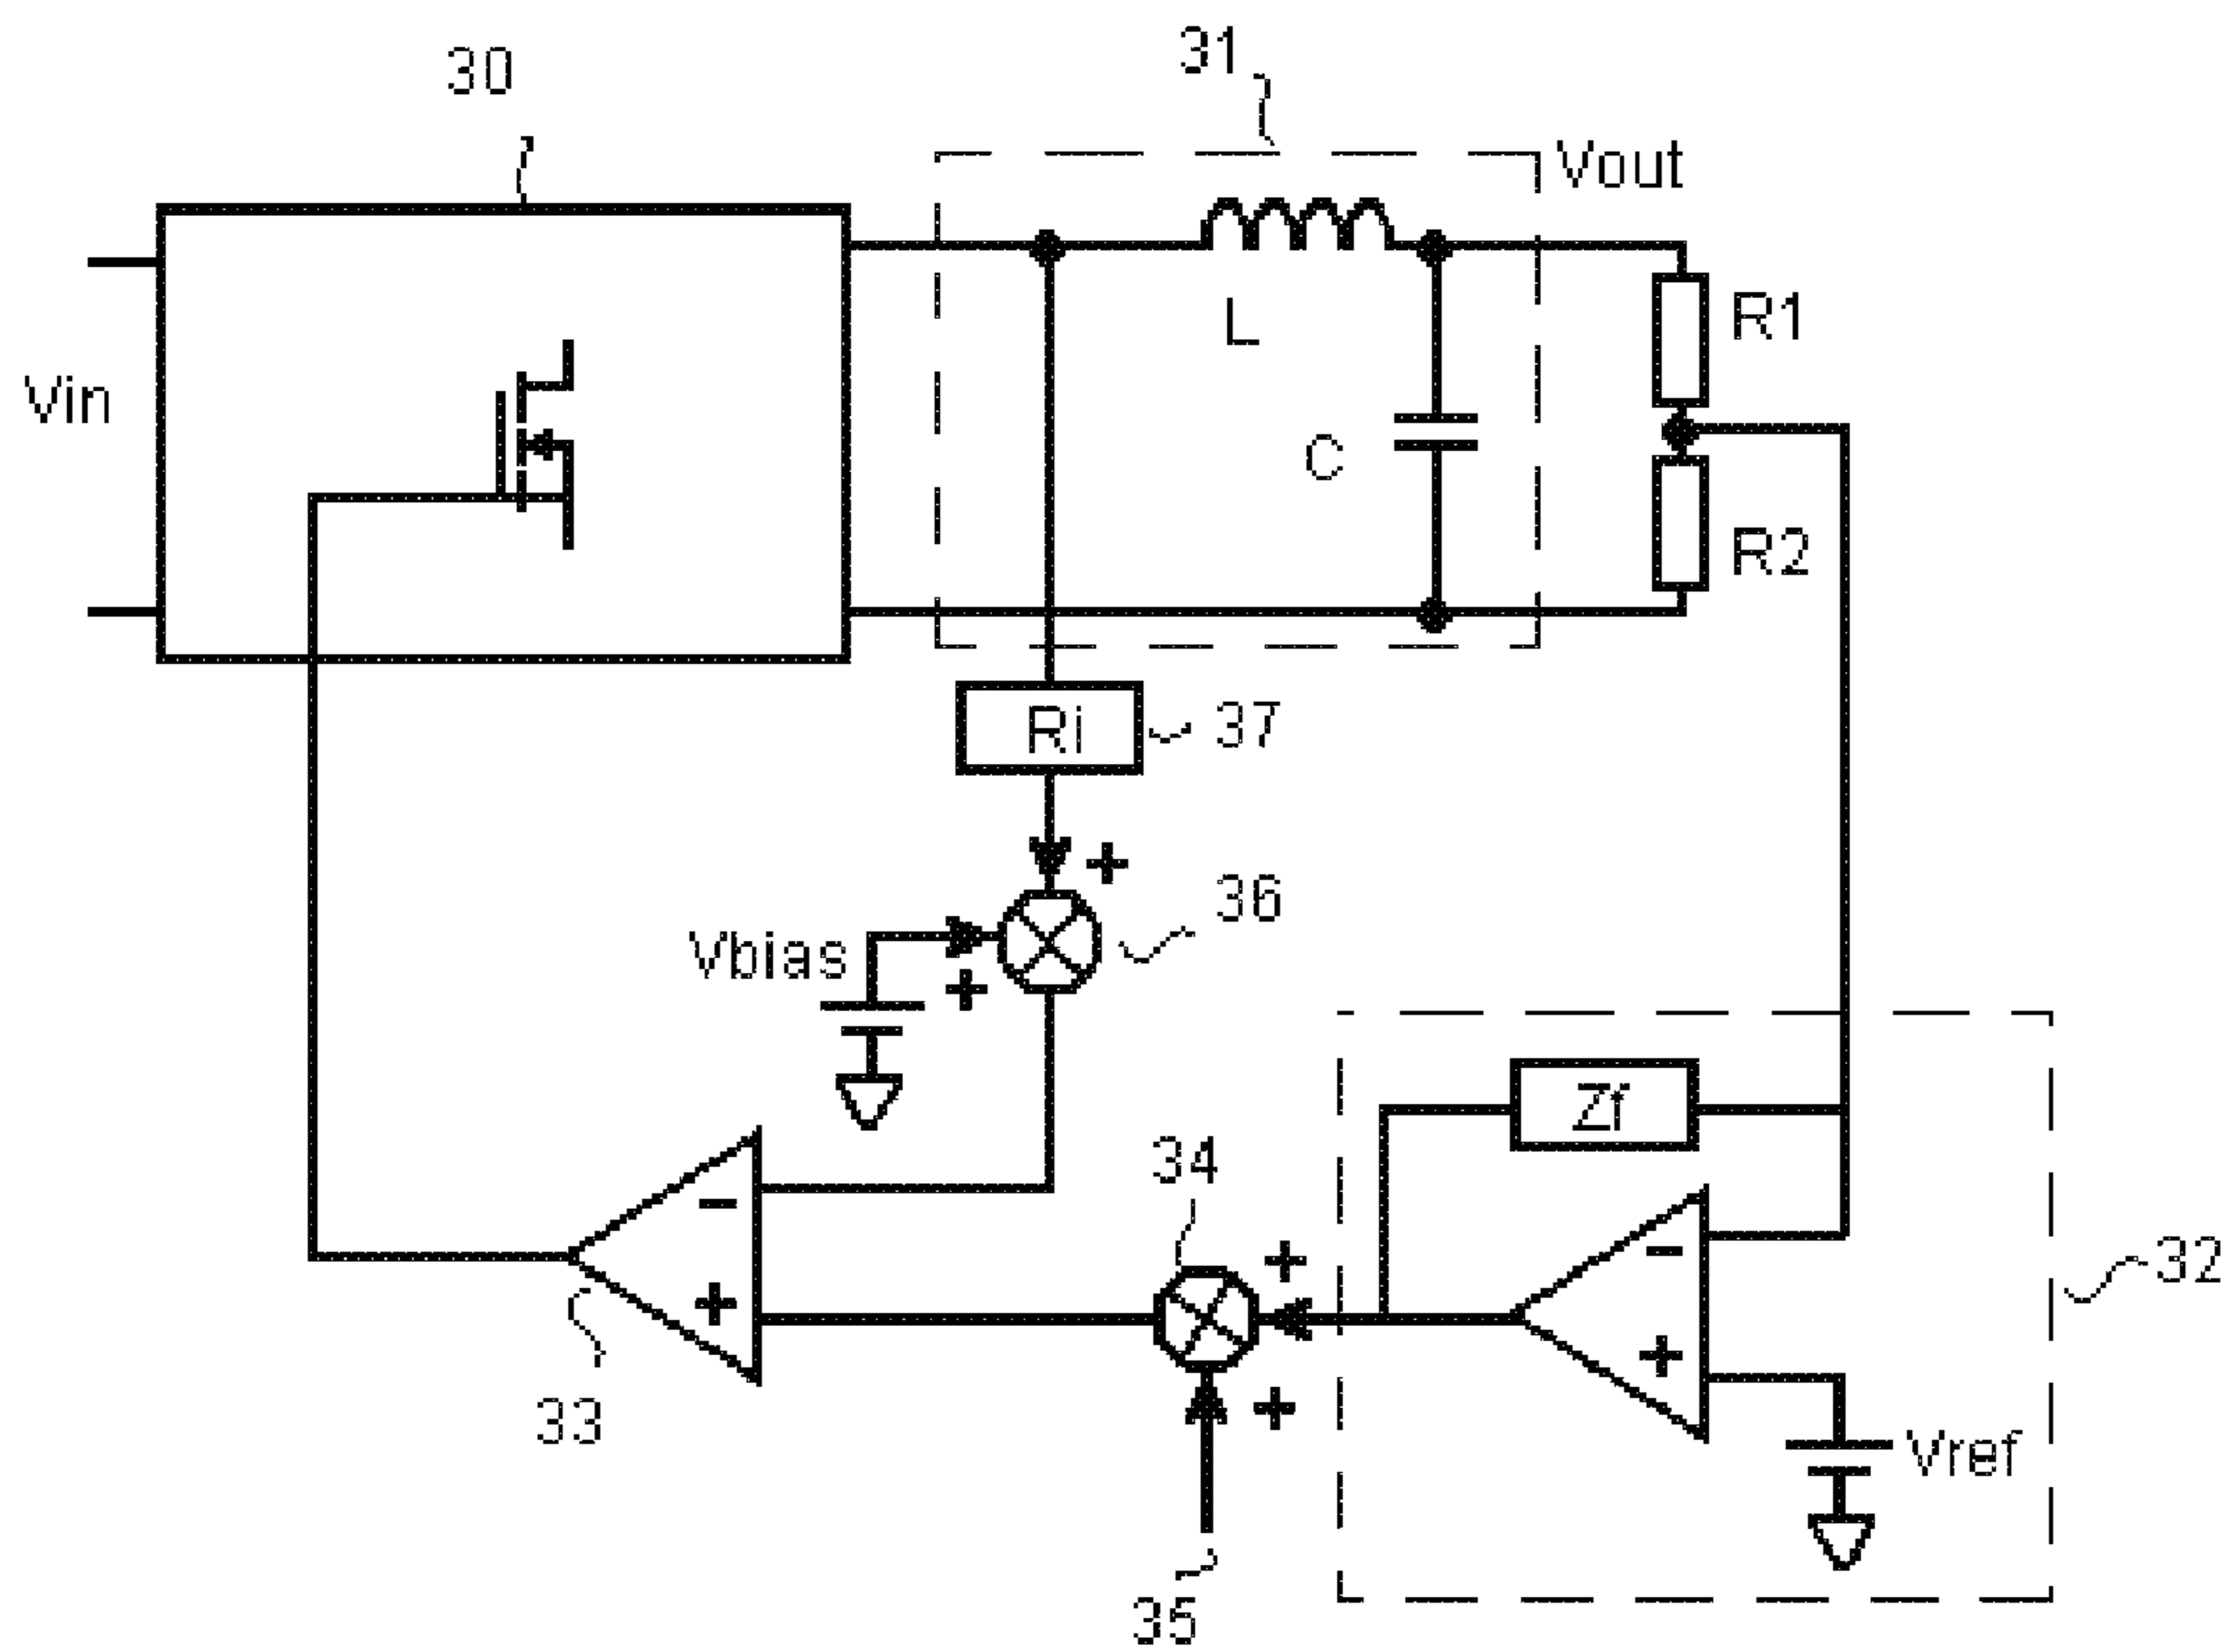 30
31
Vout
Vin
L
C
R1
R2
Ri
37
+
36
Vbias
+
Zf
34
-
+
33
+
+
-
+
32
Vref
35